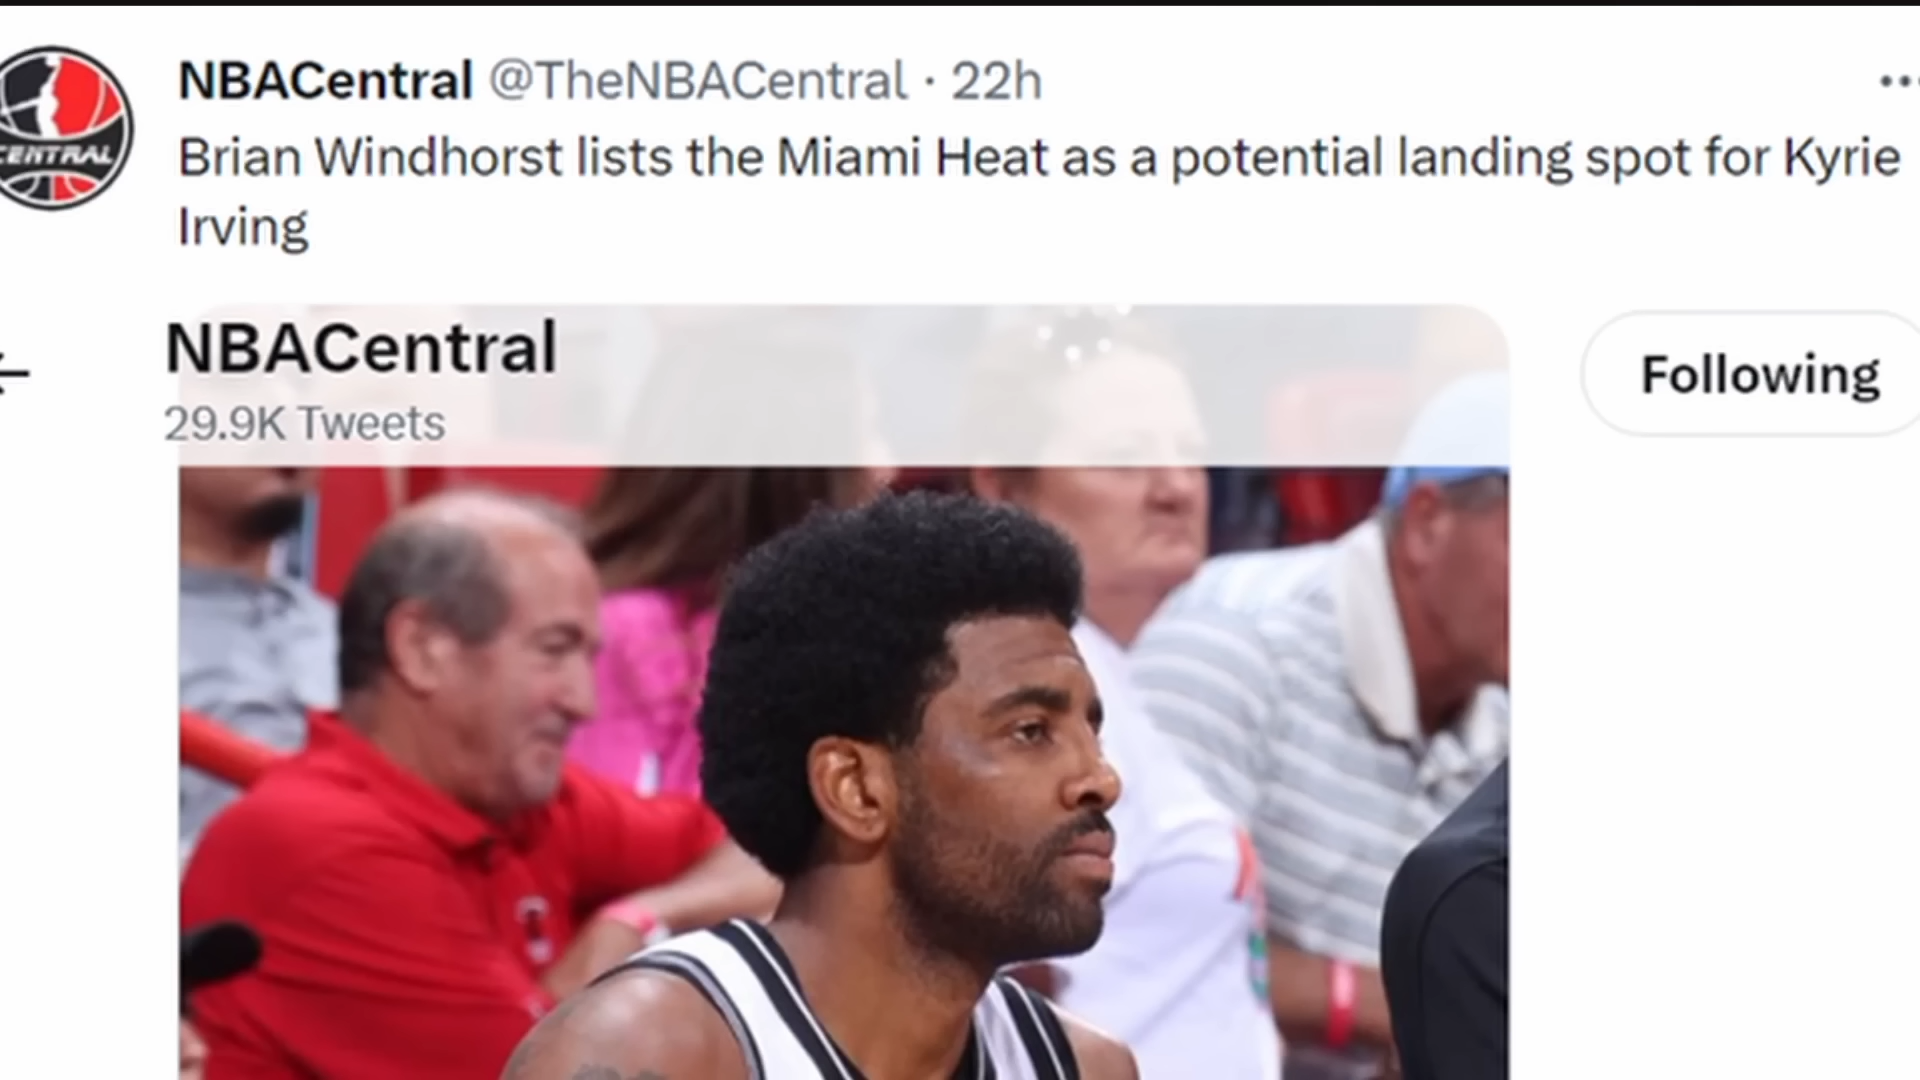 NBACentral @TheNBACentral · 22h
Brian Windhorst lists the Miami Heat as a potential landing spot for Kyrie
Irving
CENTRAL
NBACentral
29.9K Tweets
Following